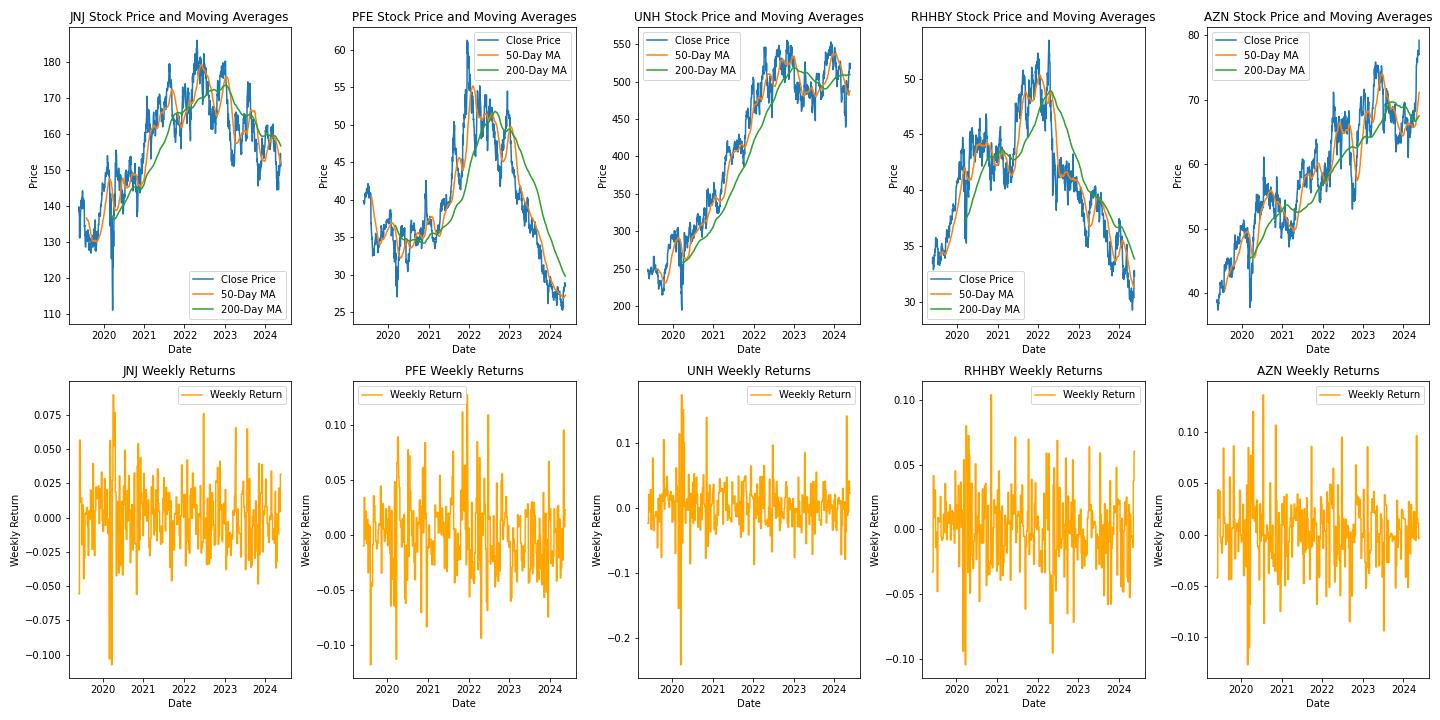 JNJ Stock Price and Moving Averages
Price
180
170
160
150
140
130
120
110
Close Price
50-Day MA
200-Day MA
2020 2021 2022 2023 2024
Date
PFE Stock Price and Moving Averages
Price
60
55
50
45
40
35
30
25
Close Price
50-Day MA
200-Day MA
2020 2021 2022 2023 2024
Date
UNH Stock Price and Moving Averages
Price
550
500
450
400
350
300
250
200
Close Price
50-Day MA
200-Day MA
2020 2021 2022 2023 2024
Date
RHHBY Stock Price and Moving Averages
Price
50
45
40
35
30
Close Price
50-Day MA
200-Day MA
2020 2021 2022 2023 2024
Date
AZN Stock Price and Moving Averages
Price
80
70
60
50
40
Close Price
50-Day MA
200-Day MA
2020 2021 2022 2023 2024
Date
JNJ Weekly Returns
Weekly Return
0.075
0.050
0.025
0.000
−0.025
−0.050
−0.075
−0.100
Weekly Return
2020 2021 2022 2023 2024
Date
PFE Weekly Returns
Weekly Return
0.10
0.05
0.00
−0.05
−0.10
Weekly Return
2020 2021 2022 2023 2024
Date
UNH Weekly Returns
Weekly Return
0.1
0.0
−0.1
−0.2
Weekly Return
2020 2021 2022 2023 2024
Date
RHHBY Weekly Returns
Weekly Return
0.10
0.05
0.00
−0.05
−0.10
Weekly Return
2020 2021 2022 2023 2024
Date
AZN Weekly Returns
Weekly Return
0.10
0.05
0.00
−0.05
−0.10
Weekly Return
2020 2021 2022 2023 2024
Date